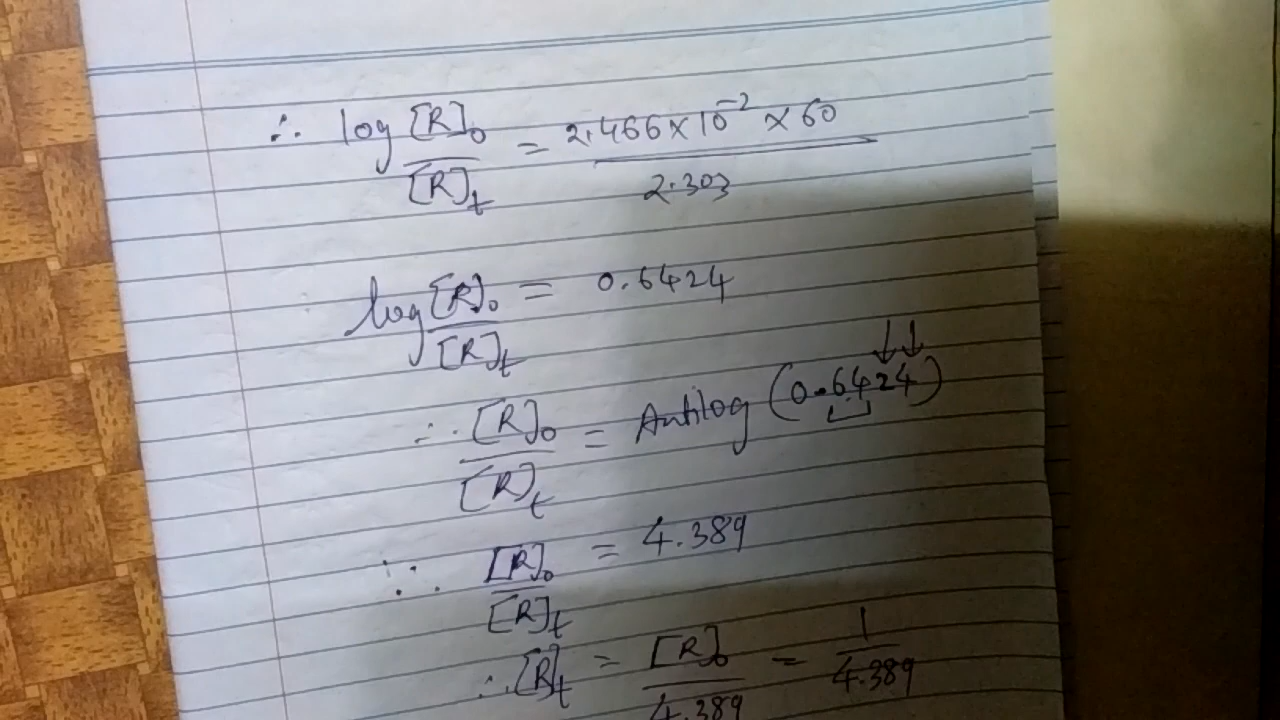 ∴ log [R]₀/[R]t = 2.466×10⁻² × 60 / 2.303
log [R]₀/[R]t = 0.6424
∴ [R]₀/[R]t = Antilog (0.6424)
∴ [R]₀/[R]t = 4.389
∴ [R]t = [R]₀/4.389 = 1/4.389